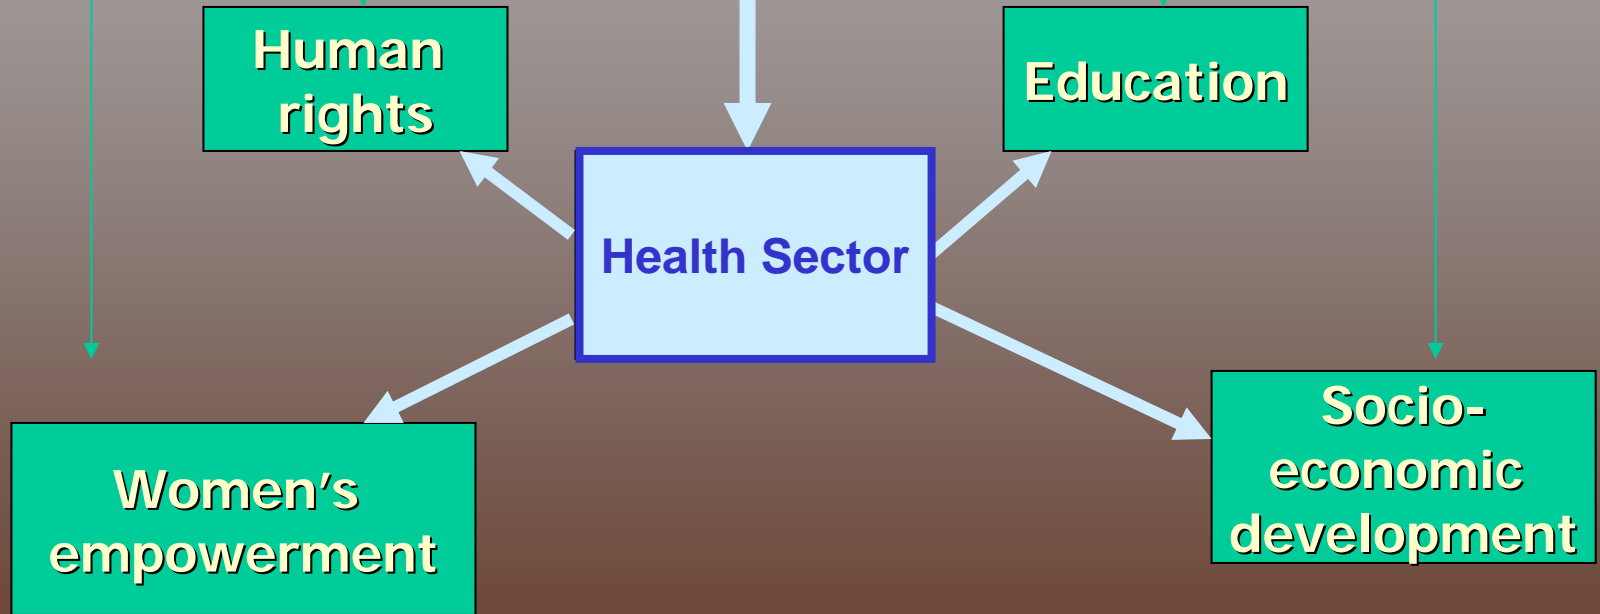 Human
rights
Education
Health Sector
Women's
empowerment
Socio-
economic
development